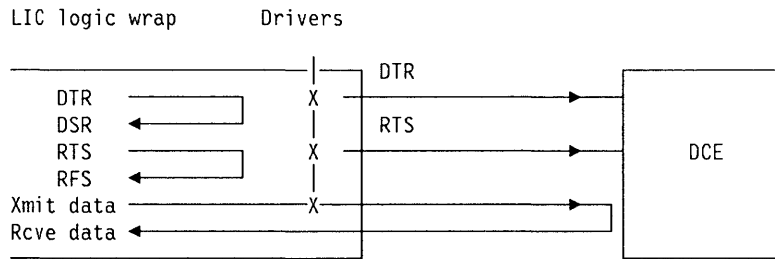 LIC logic wrap Drivers
DTR
DTR X
DSR RTS
RTS X DCE
RFS
Xmit data X
Rcve data